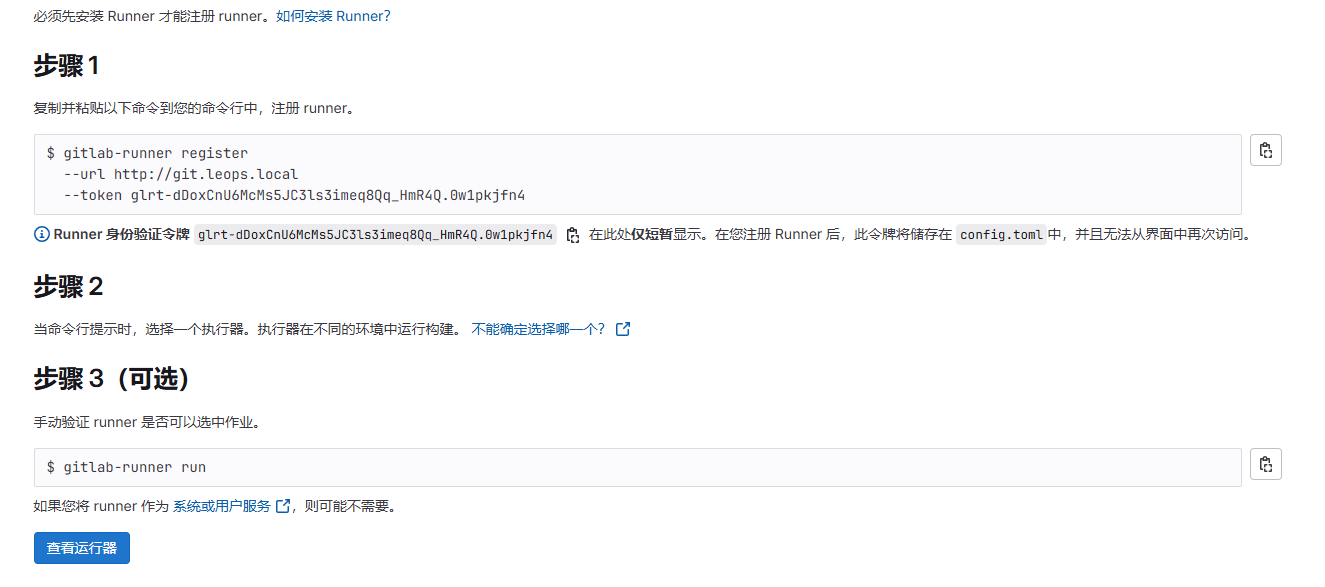 必须先安装 Runner 才能注册 runner。如何安装 Runner?
步骤 1
复制并粘贴以下命令到您的命令行中，注册 runner。
$ gitlab-runner register
--url http://git.leops.local
--token glrt-dDoxCnU6McMs5JC3ls3imeq8Qq_HmR4Q.0w1pkjfn4
Runner 身份验证令牌 glrt-dDoxCnU6McMs5JC3ls3imeq8Qq_HmR4Q.0w1pkjfn4 在此处仅短暂显示。在您注册 Runner 后，此令牌将储存在 config.toml 中，并且无法从界面中再次访问。
步骤 2
当命令行提示时，选择一个执行器。执行器在不同的环境中运行构建。 不能确定选择哪一个？
步骤 3（可选）
手动验证 runner 是否可以选中作业。
$ gitlab-runner run
如果您将 runner 作为 系统或用户服务，则可能不需要。
查看运行器